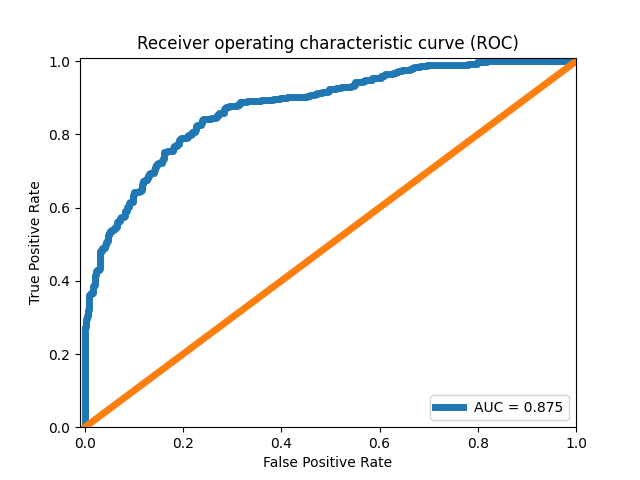 Receiver operating characteristic curve (ROC)
True Positive Rate
1.0
0.8
0.6
0.4
0.2
0.0
0.0 0.2 0.4 0.6 0.8 1.0
False Positive Rate
AUC = 0.875